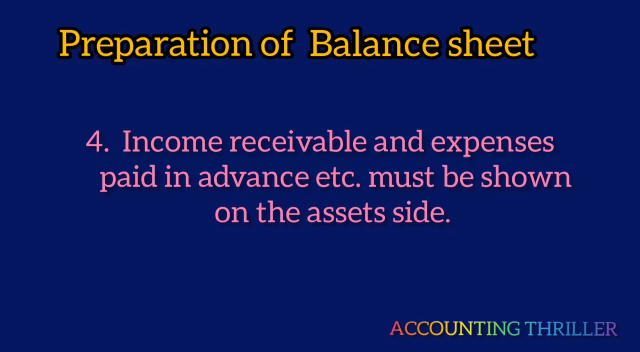 Preparation of Balance sheet
4. Income receivable and expenses
paid in advance etc. must be shown
on the assets side.
ACCOUNTING THRILLER